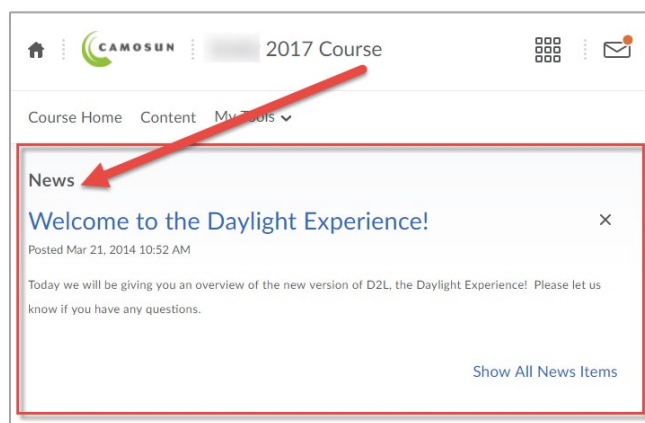 CAMOSUN
2017 Course
Course Home Content My Tools
News
Welcome to the Daylight Experience!
Posted Mar 21, 2014 10:52 AM
Today we will be giving you an overview of the new version of D2L, the Daylight Experience! Please let us
know if you have any questions.
Show All News Items